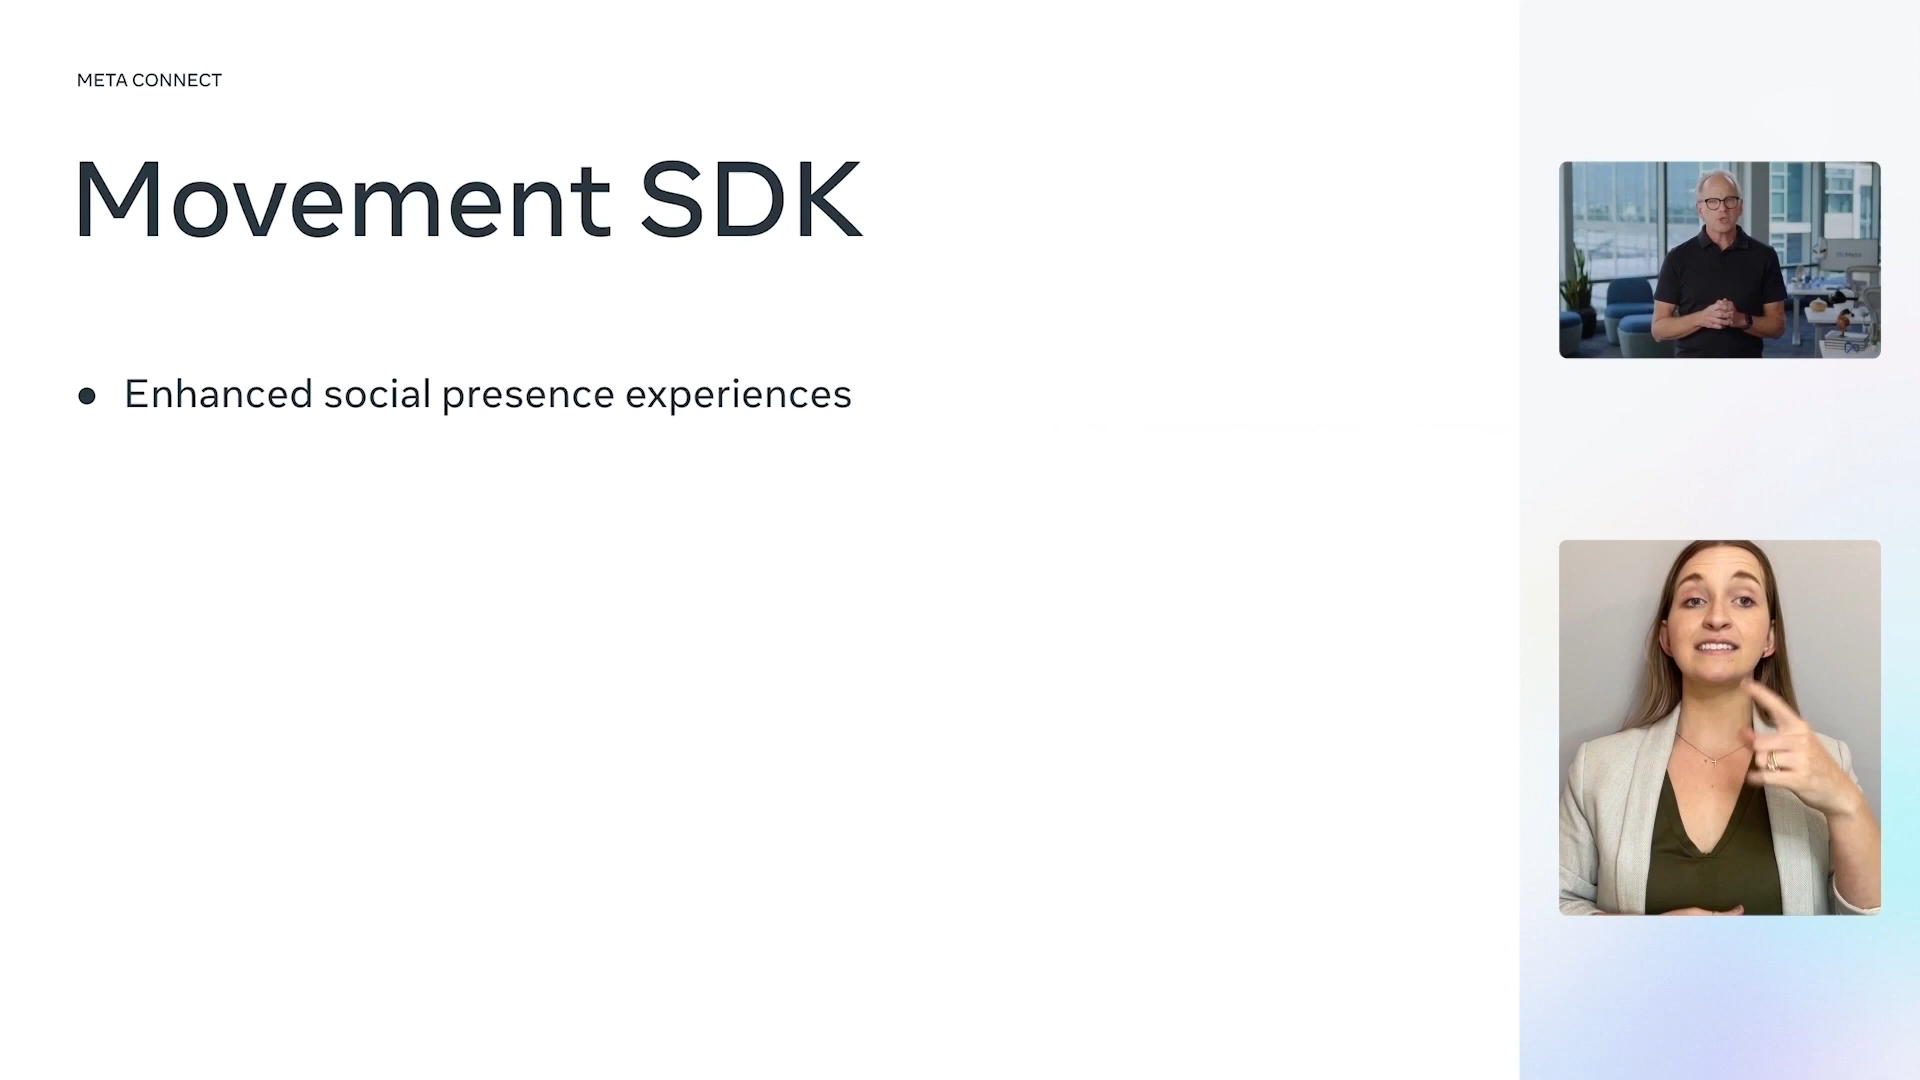 META CONNECT
Movement SDK
• Enhanced social presence experiences